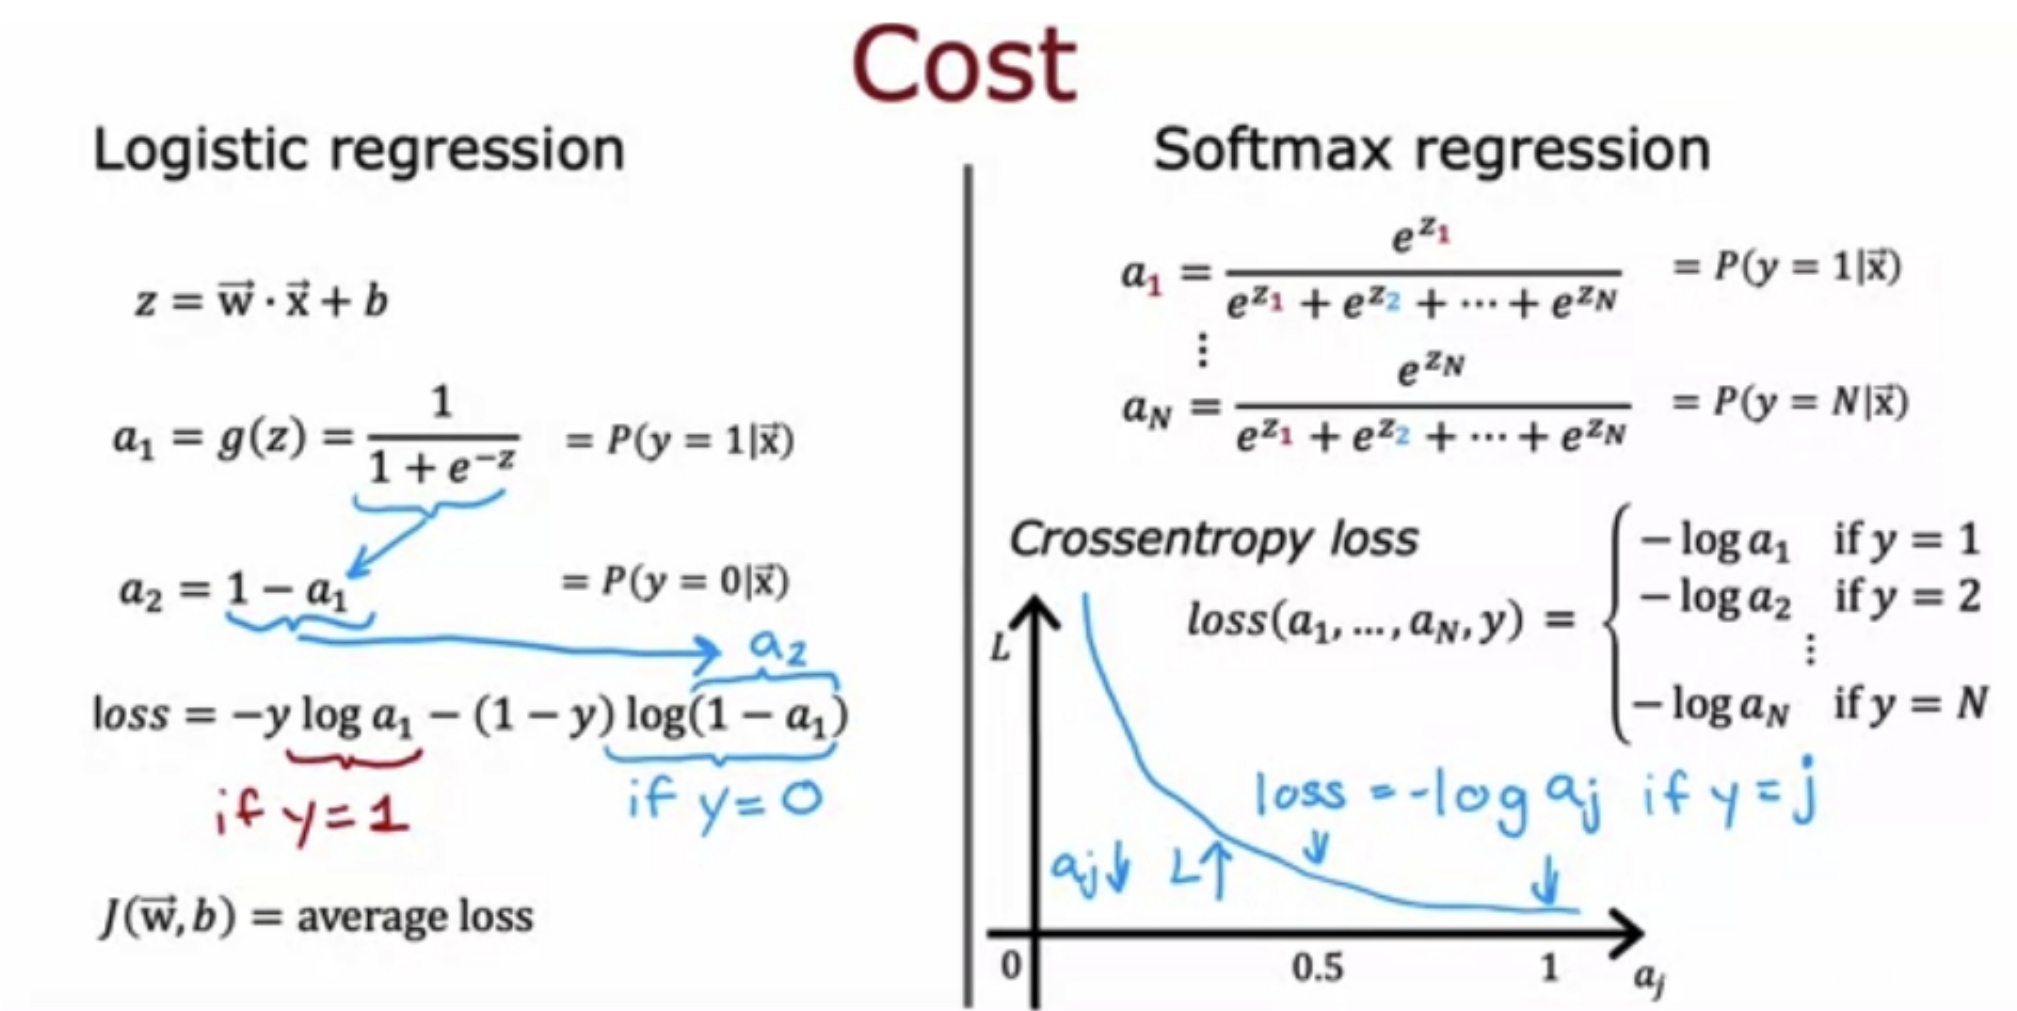 Cost
Logistic regression
z = w⃗ · x⃗ + b
a₁ = g(z) = 1 / (1 + e^(−z)) = P(y = 1|x⃗)
a₂ = 1 − a₁ = P(y = 0|x⃗)
a₂
loss = −y log a₁ − (1 − y) log(1 − a₁)
if y=1
if y=0
J(w⃗, b) = average loss
Softmax regression
a₁ = e^(z₁) / (e^(z₁) + e^(z₂) + ⋯ + e^(z_N)) = P(y = 1|x⃗)
⋮
a_N = e^(z_N) / (e^(z₁) + e^(z₂) + ⋯ + e^(z_N)) = P(y = N|x⃗)
Crossentropy loss
loss(a₁, …, a_N, y) = { − log a₁ if y = 1
− log a₂ if y = 2
⋮
− log a_N if y = N
L
loss = -log aj if y = j
aj↓ L↑
0 0.5 1 a_j